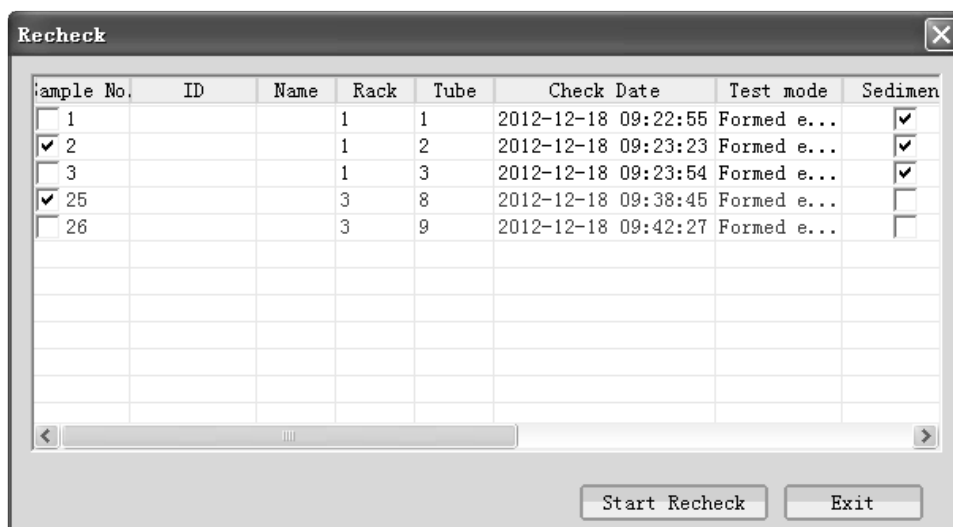 Recheck
ample No. ID Name Rack Tube Check Date Test mode Sedimen
1 1 1 2012-12-18 09:22:55 Formed e...
2 1 2 2012-12-18 09:23:23 Formed e...
3 1 3 2012-12-18 09:23:54 Formed e...
25 3 8 2012-12-18 09:38:45 Formed e...
26 3 9 2012-12-18 09:42:27 Formed e...
Start Recheck Exit